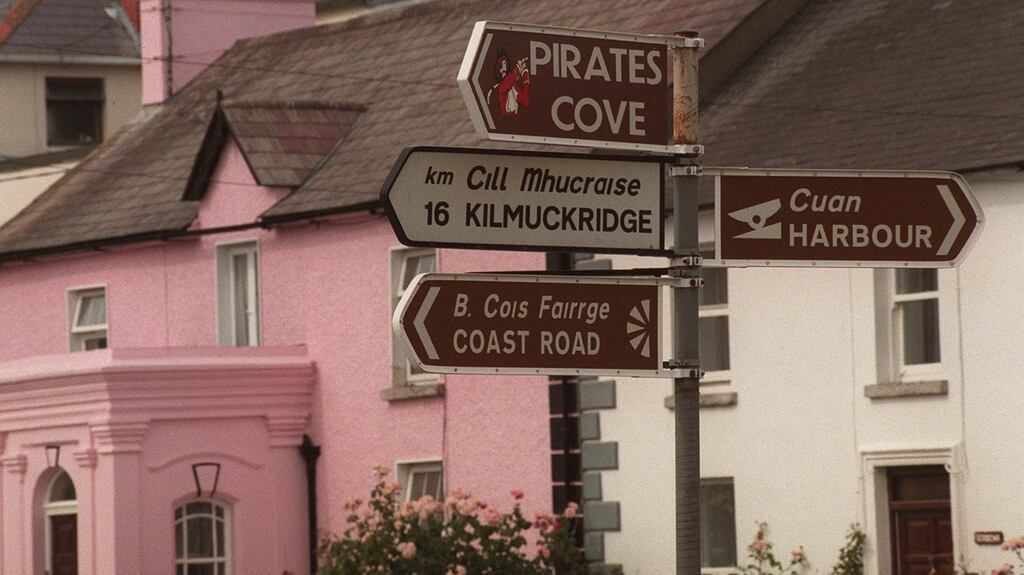 PIRATES
COVE
km Cill Mhucraise
16 KILMUCKRIDGE
Cuan
HARBOUR
B. Cois Fairrge
COAST ROAD